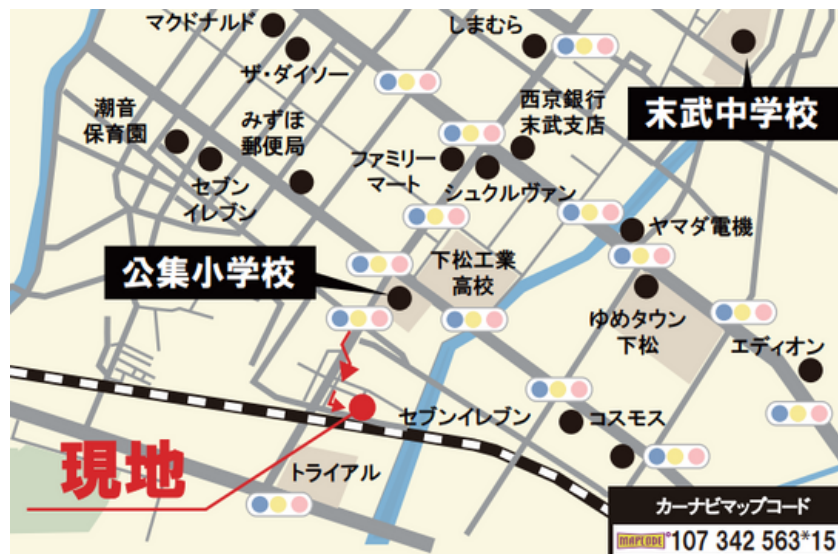 マクドナルド
しまむら
ザ・ダイソー
西京銀行
末武支店
末武中学校
潮音
保育園
みずほ
郵便局
ファミリー
マート
シュクルヴァン
セブン
イレブン
ヤマダ電機
公集小学校
下松工業
高校
ゆめタウン
下松
エディオン
セブンイレブン
コスモス
現地
トライアル
カーナビマップコード
MAPCODE 107 342 563*15